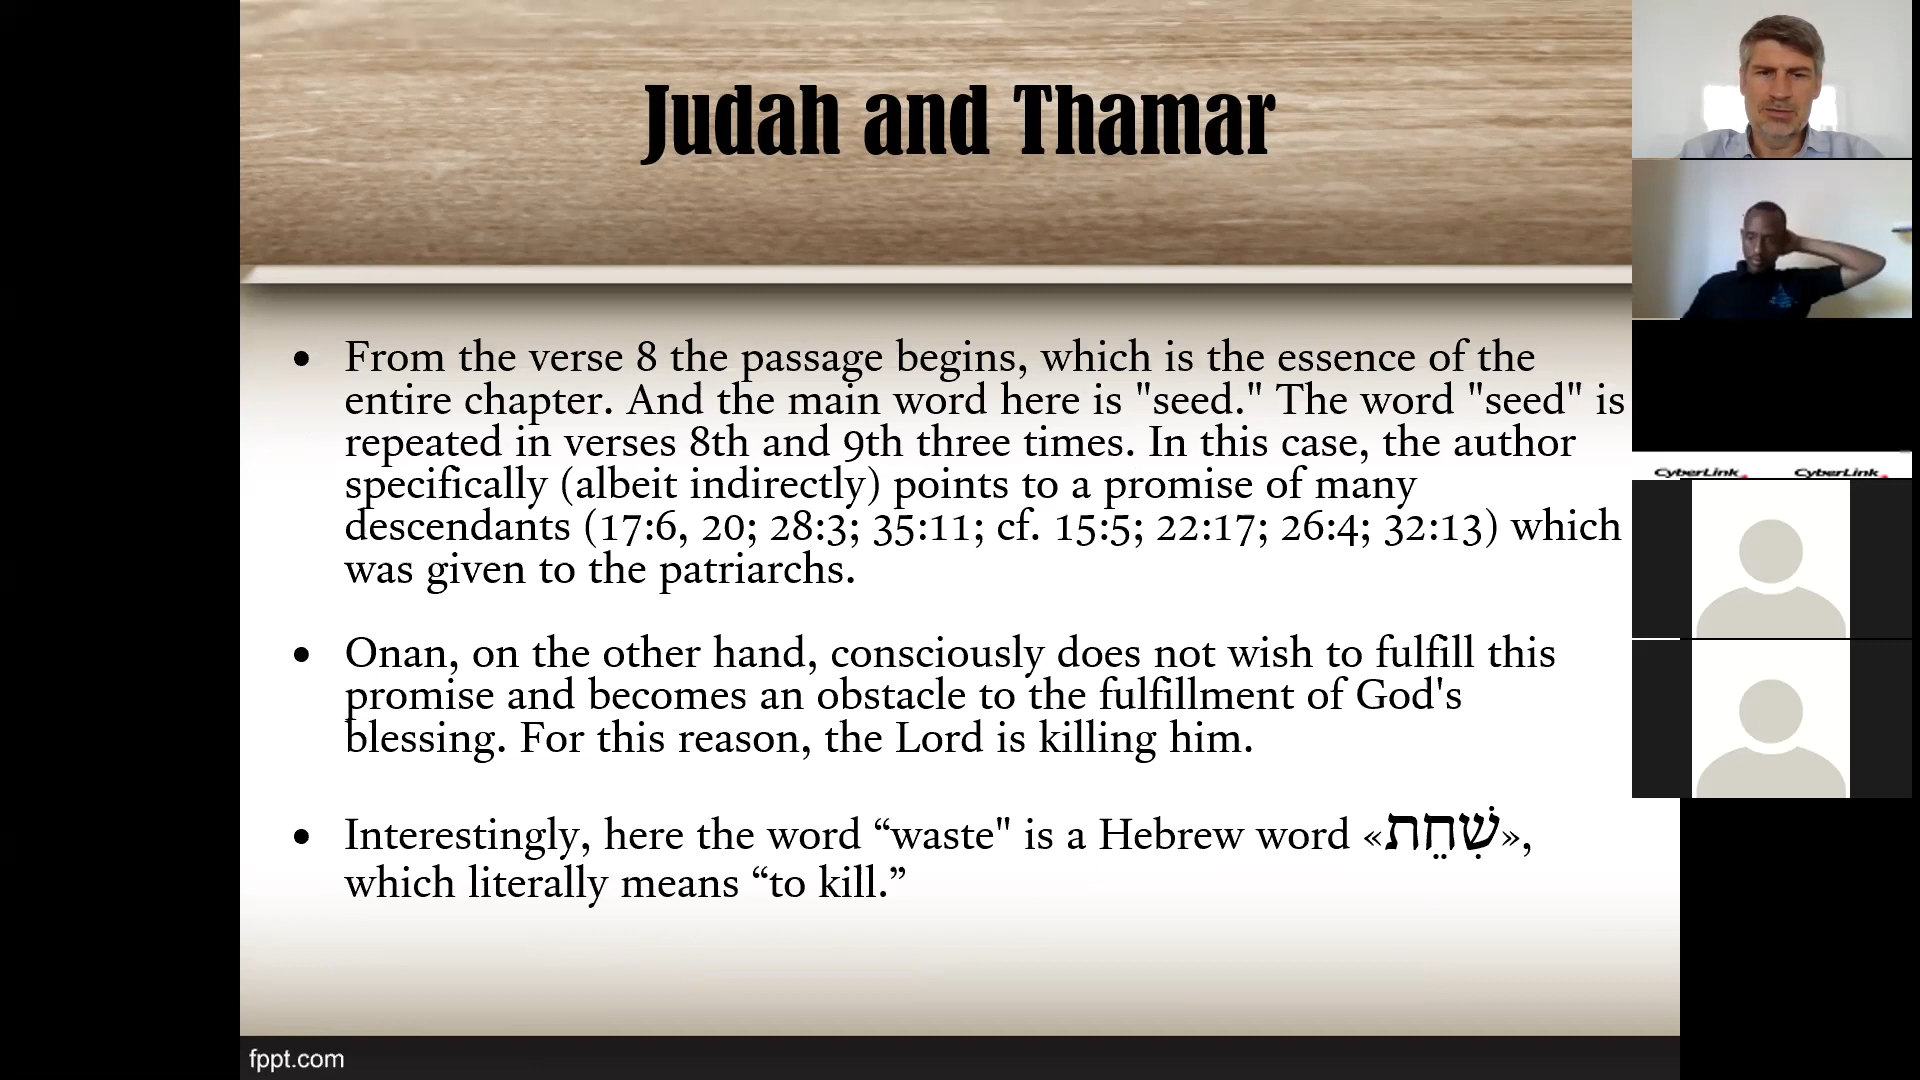 Judah and Thamar
• From the verse 8 the passage begins, which is the essence of the
entire chapter. And the main word here is "seed." The word "seed" is
repeated in verses 8th and 9th three times. In this case, the author
specifically (albeit indirectly) points to a promise of many
descendants (17:6, 20; 28:3; 35:11; cf. 15:5; 22:17; 26:4; 32:13) which
was given to the patriarchs.
• Onan, on the other hand, consciously does not wish to fulfill this
promise and becomes an obstacle to the fulfillment of God's
blessing. For this reason, the Lord is killing him.
• Interestingly, here the word “waste" is a Hebrew word «שִׁחֵת»,
which literally means “to kill.”
fppt.com
CyberLink CyberLink